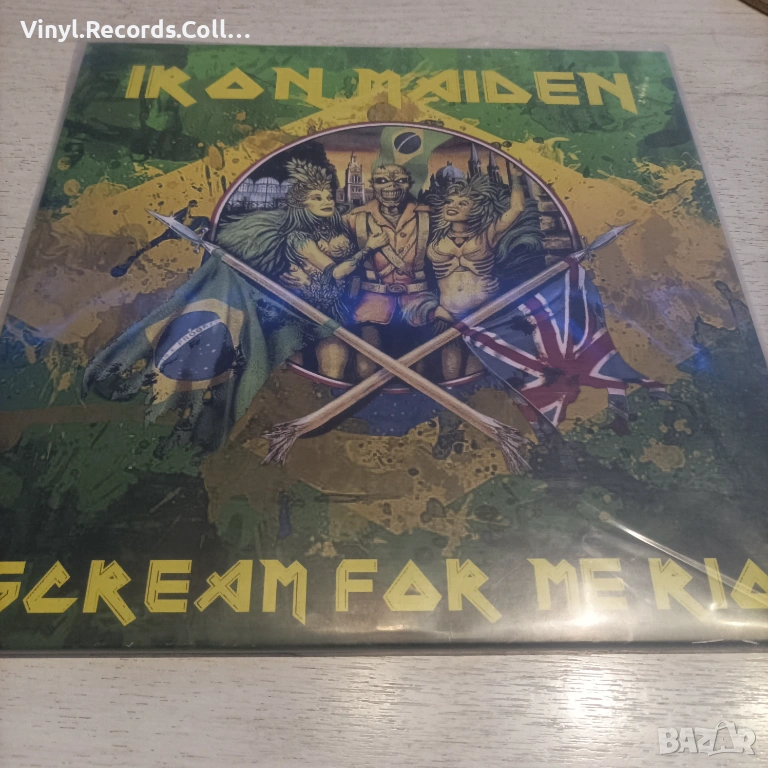 Vinyl.Records.Coll...
IRON MAIDEN
SCREAM FOR ME RIO
BAZAR